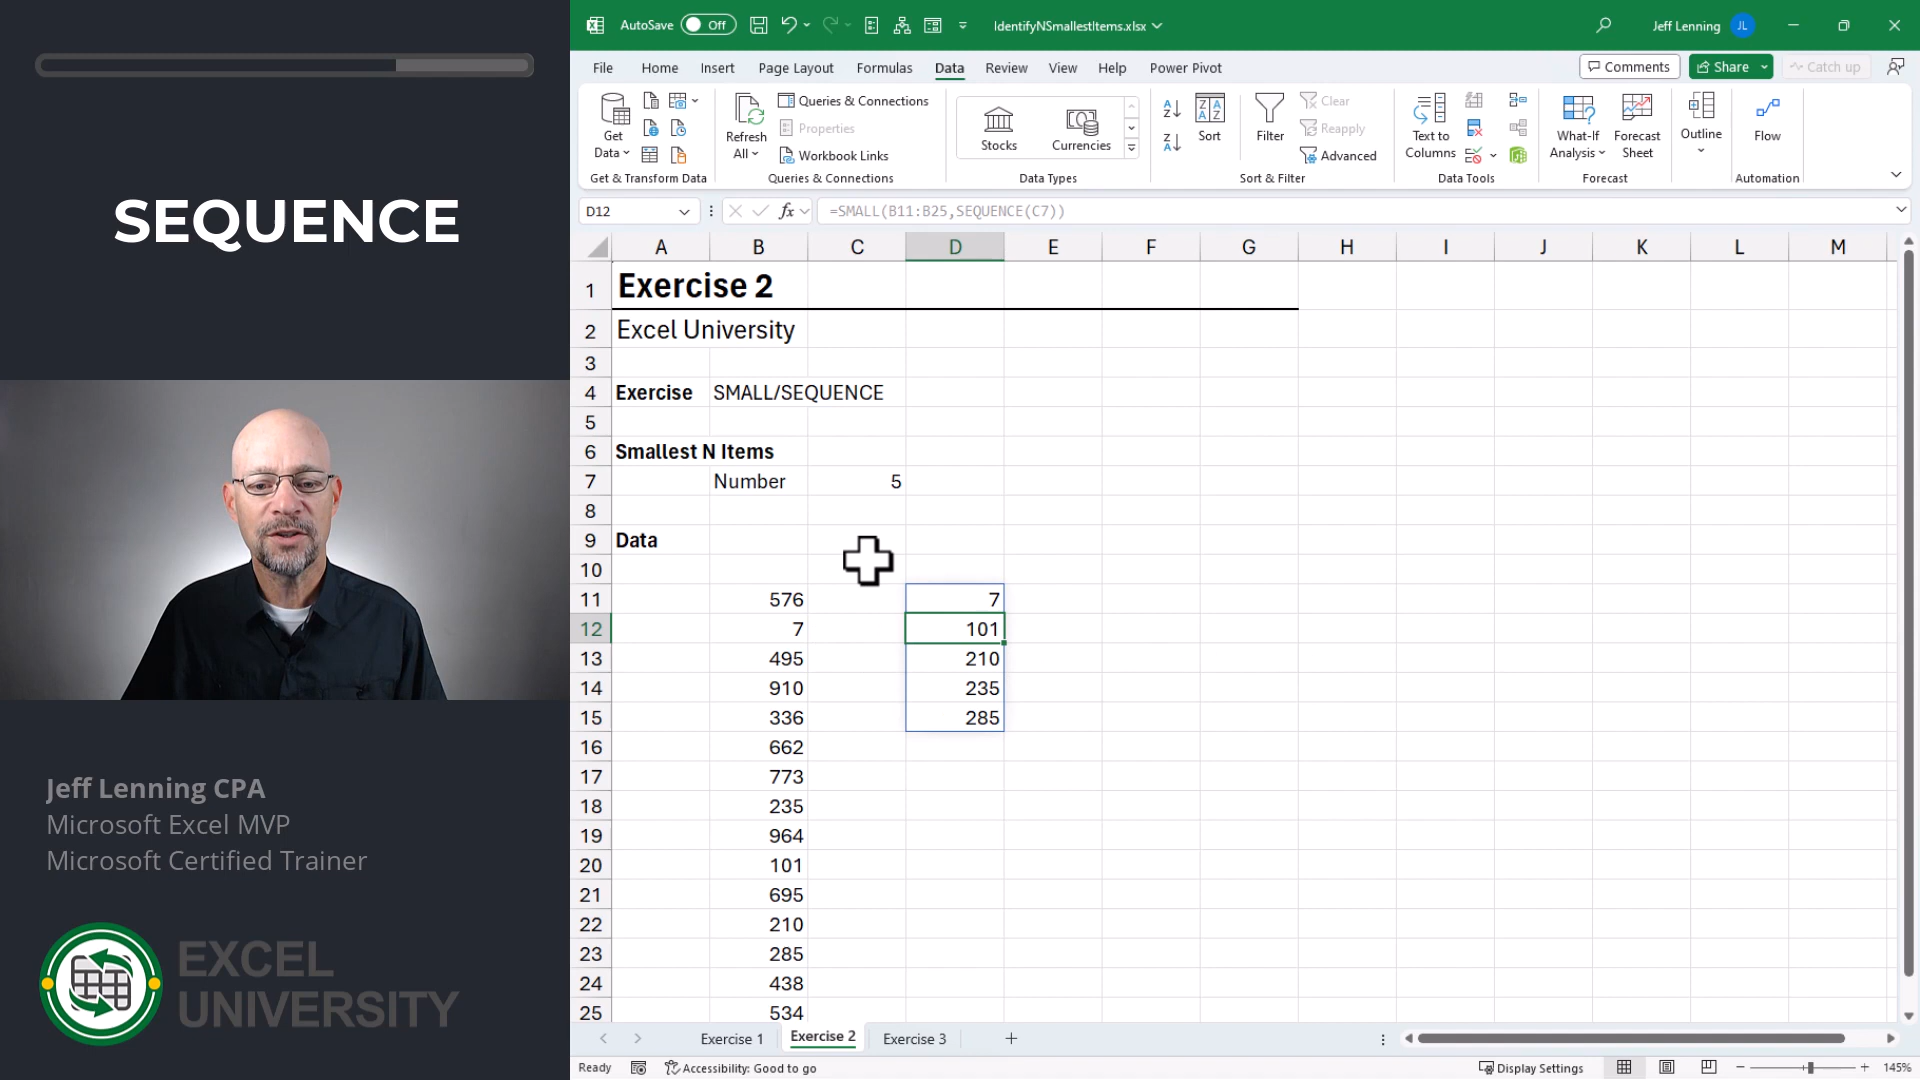 SEQUENCE
Jeff Lenning CPA
Microsoft Excel MVP
Microsoft Certified Trainer
EXCEL
UNIVERSITY
AutoSave Off IdentifyNSmallestItems.xlsx Jeff Lenning JL
File Home Insert Page Layout Formulas Data Review View Help Power Pivot Comments Share Catch up
Get Data
Refresh All
Queries & Connections
Properties
Workbook Links
Stocks Currencies
Sort
Filter
Clear
Reapply
Advanced
Text to Columns
What-If Analysis
Forecast Sheet
Outline
Flow
Get & Transform Data Queries & Connections Data Types Sort & Filter Data Tools Forecast Automation
D12 fx =SMALL(B11:B25,SEQUENCE(C7))
A B C D E F G H I J K L M
1 Exercise 2
2 Excel University
3
4 Exercise SMALL/SEQUENCE
5
6 Smallest N Items
7 Number 5
8
9 Data
10
11 576 7
12 7 101
13 495 210
14 910 235
15 336 285
16 662
17 773
18 235
19 964
20 101
21 695
22 210
23 285
24 438
25 534
Exercise 1 Exercise 2 Exercise 3
Ready Accessibility: Good to go Display Settings 145%